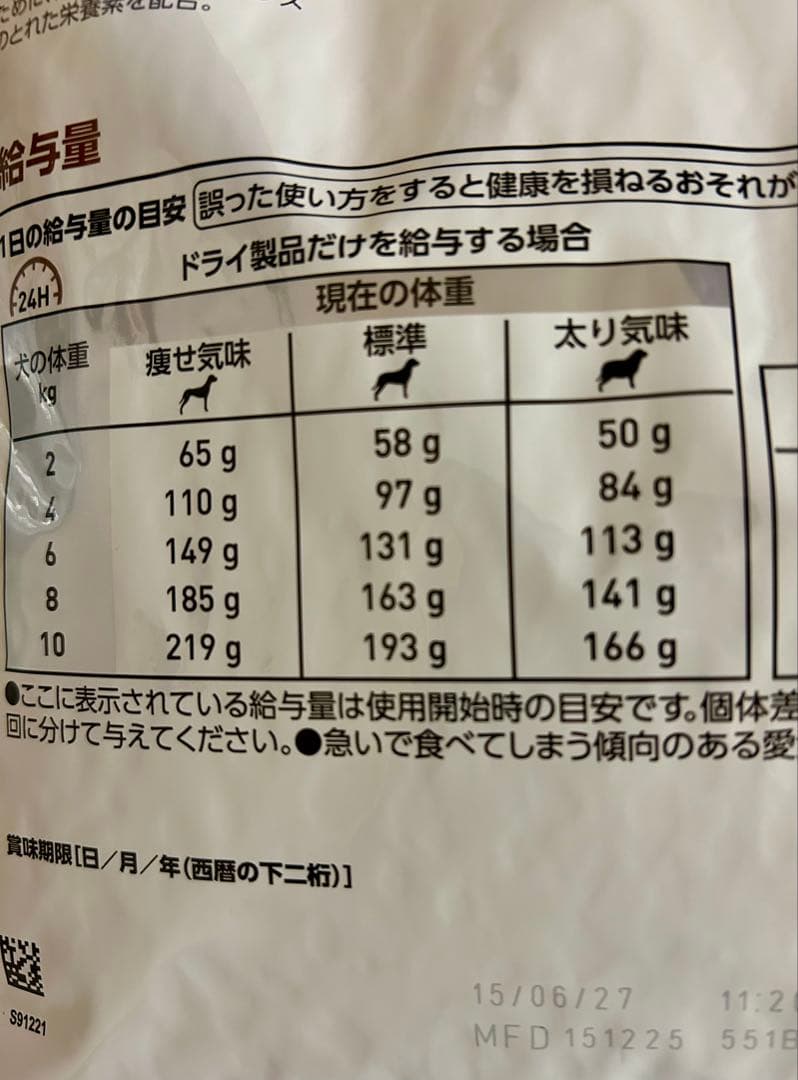 のとれた栄養素を配合。
給与量
1日の給与量の目安 誤った使い方をすると健康を損ねるおそれが
24H
ドライ製品だけを給与する場合
現在の体重
犬の体重 kg 痩せ気味 標準 太り気味
2 65 g 58 g 50 g
4 110 g 97 g 84 g
6 149 g 131 g 113 g
8 185 g 163 g 141 g
10 219 g 193 g 166 g
●ここに表示されている給与量は使用開始時の目安です。個体差
回に分けて与えてください。●急いで食べてしまう傾向のある愛
賞味期限[日/月/年(西暦の下二桁)]
S91221
15/06/27 11:2
MFD 151225 551